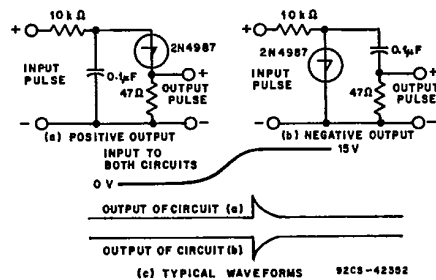 10 kΩ
2N4987
+
INPUT PULSE
0.1μF
+
OUTPUT PULSE
47Ω
−
−
(a) POSITIVE OUTPUT
10 kΩ
+
2N4987
0.1μF
+
INPUT PULSE
OUTPUT PULSE
47Ω
−
−
(b) NEGATIVE OUTPUT
INPUT TO BOTH CIRCUITS
15 V
0 V
OUTPUT OF CIRCUIT (a)
OUTPUT OF CIRCUIT (b)
(c) TYPICAL WAVEFORMS
92CS-42352